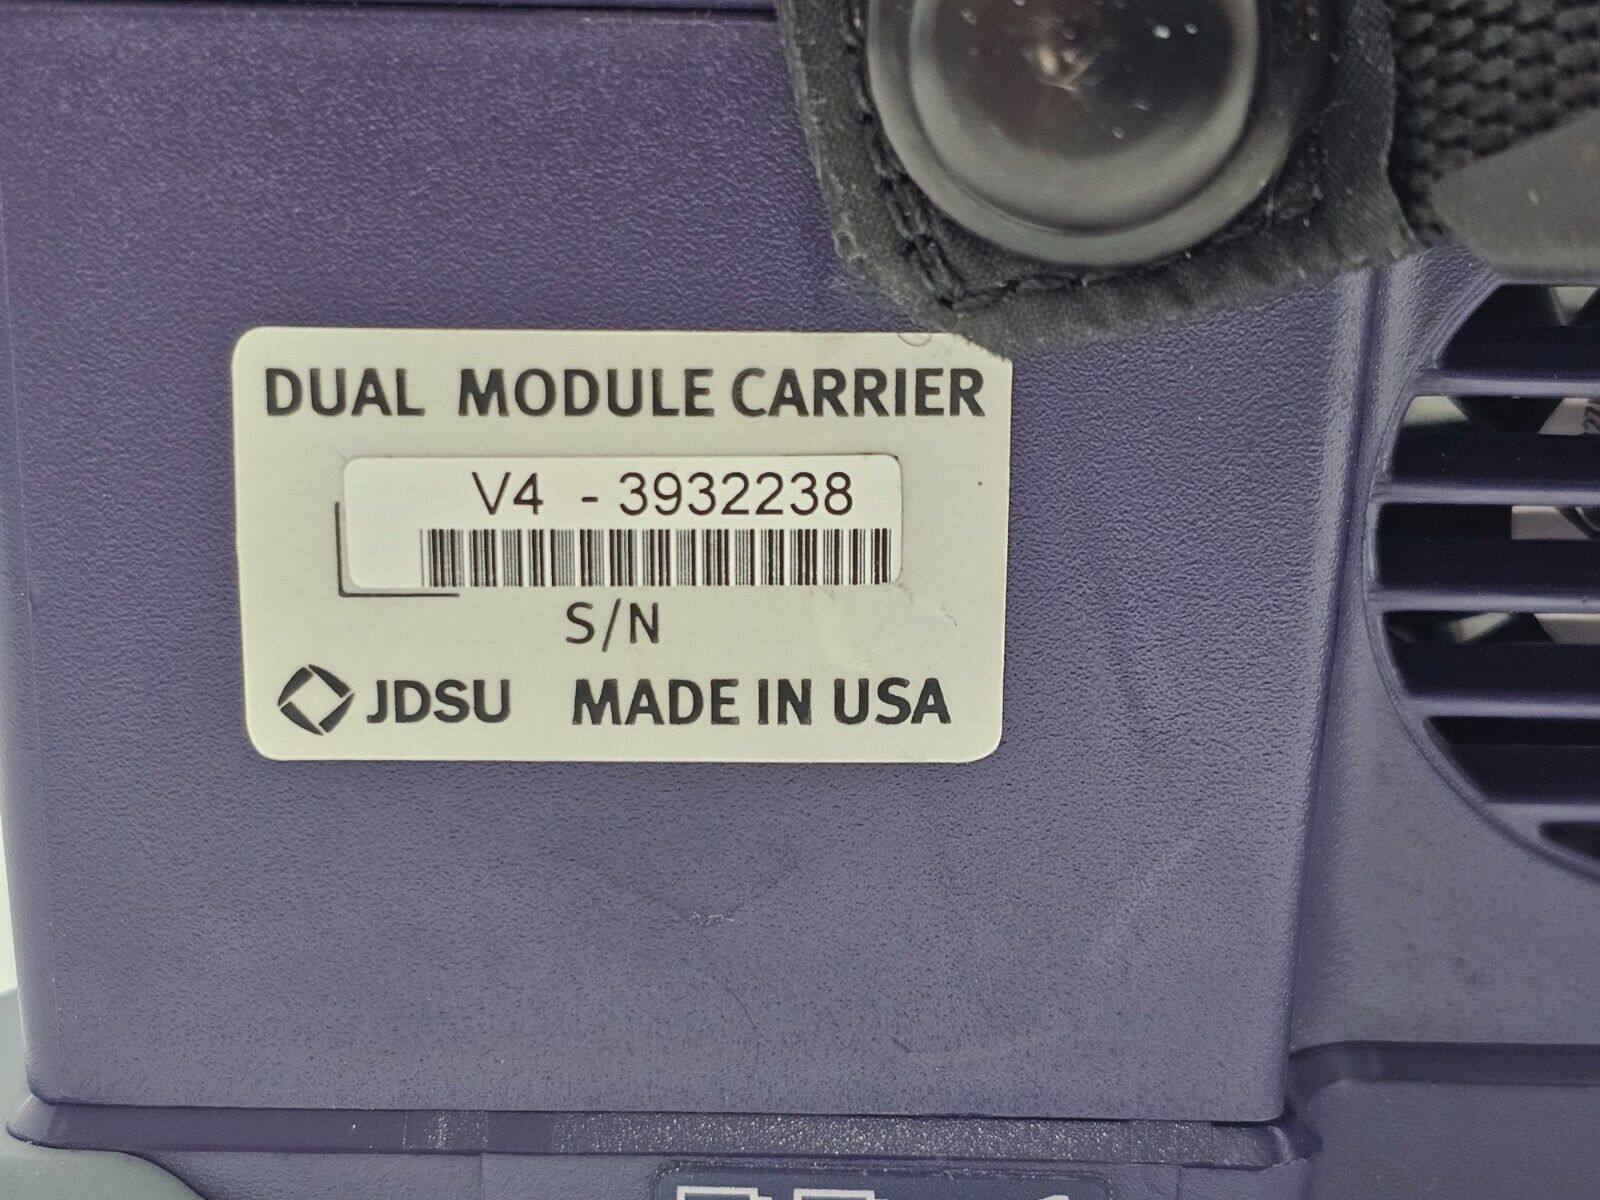 DUAL MODULE CARRIER
V4 - 3932238
S/N
JDSU MADE IN USA